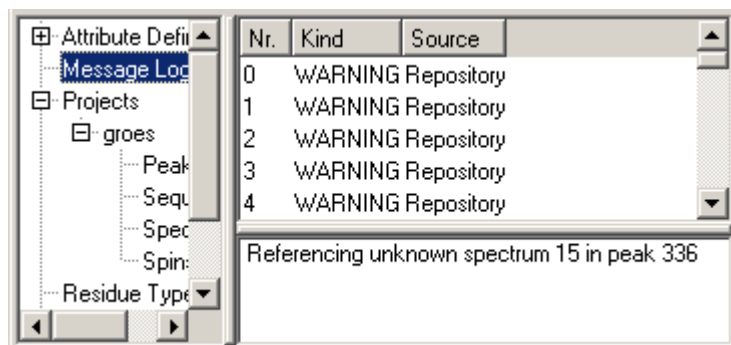 Attribute Defin
Message Log
Projects
groes
Peak
Sequ
Spec
Spin
Residue Type
Nr. Kind Source
0 WARNING Repository
1 WARNING Repository
2 WARNING Repository
3 WARNING Repository
4 WARNING Repository
Referencing unknown spectrum 15 in peak 336